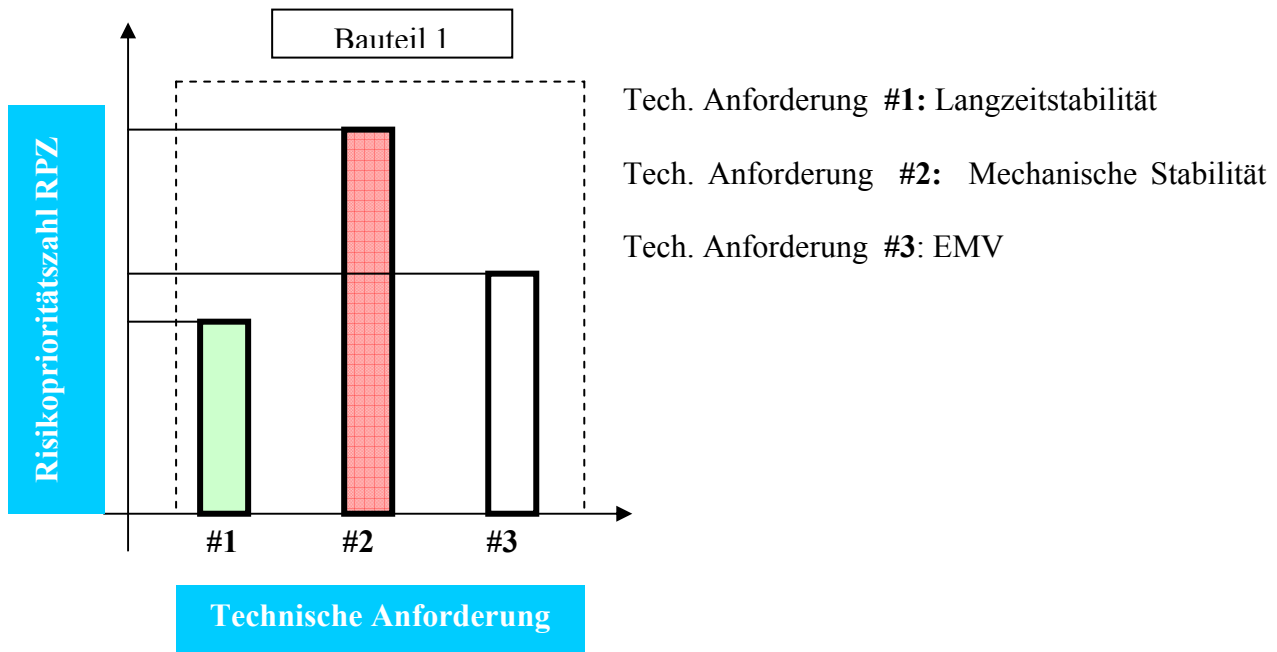 Bauteil 1
Risikoprioritätszahl RPZ
Tech. Anforderung #1: Langzeitstabilität
Tech. Anforderung #2: Mechanische Stabilität
Tech. Anforderung #3: EMV
#1 #2 #3
Technische Anforderung